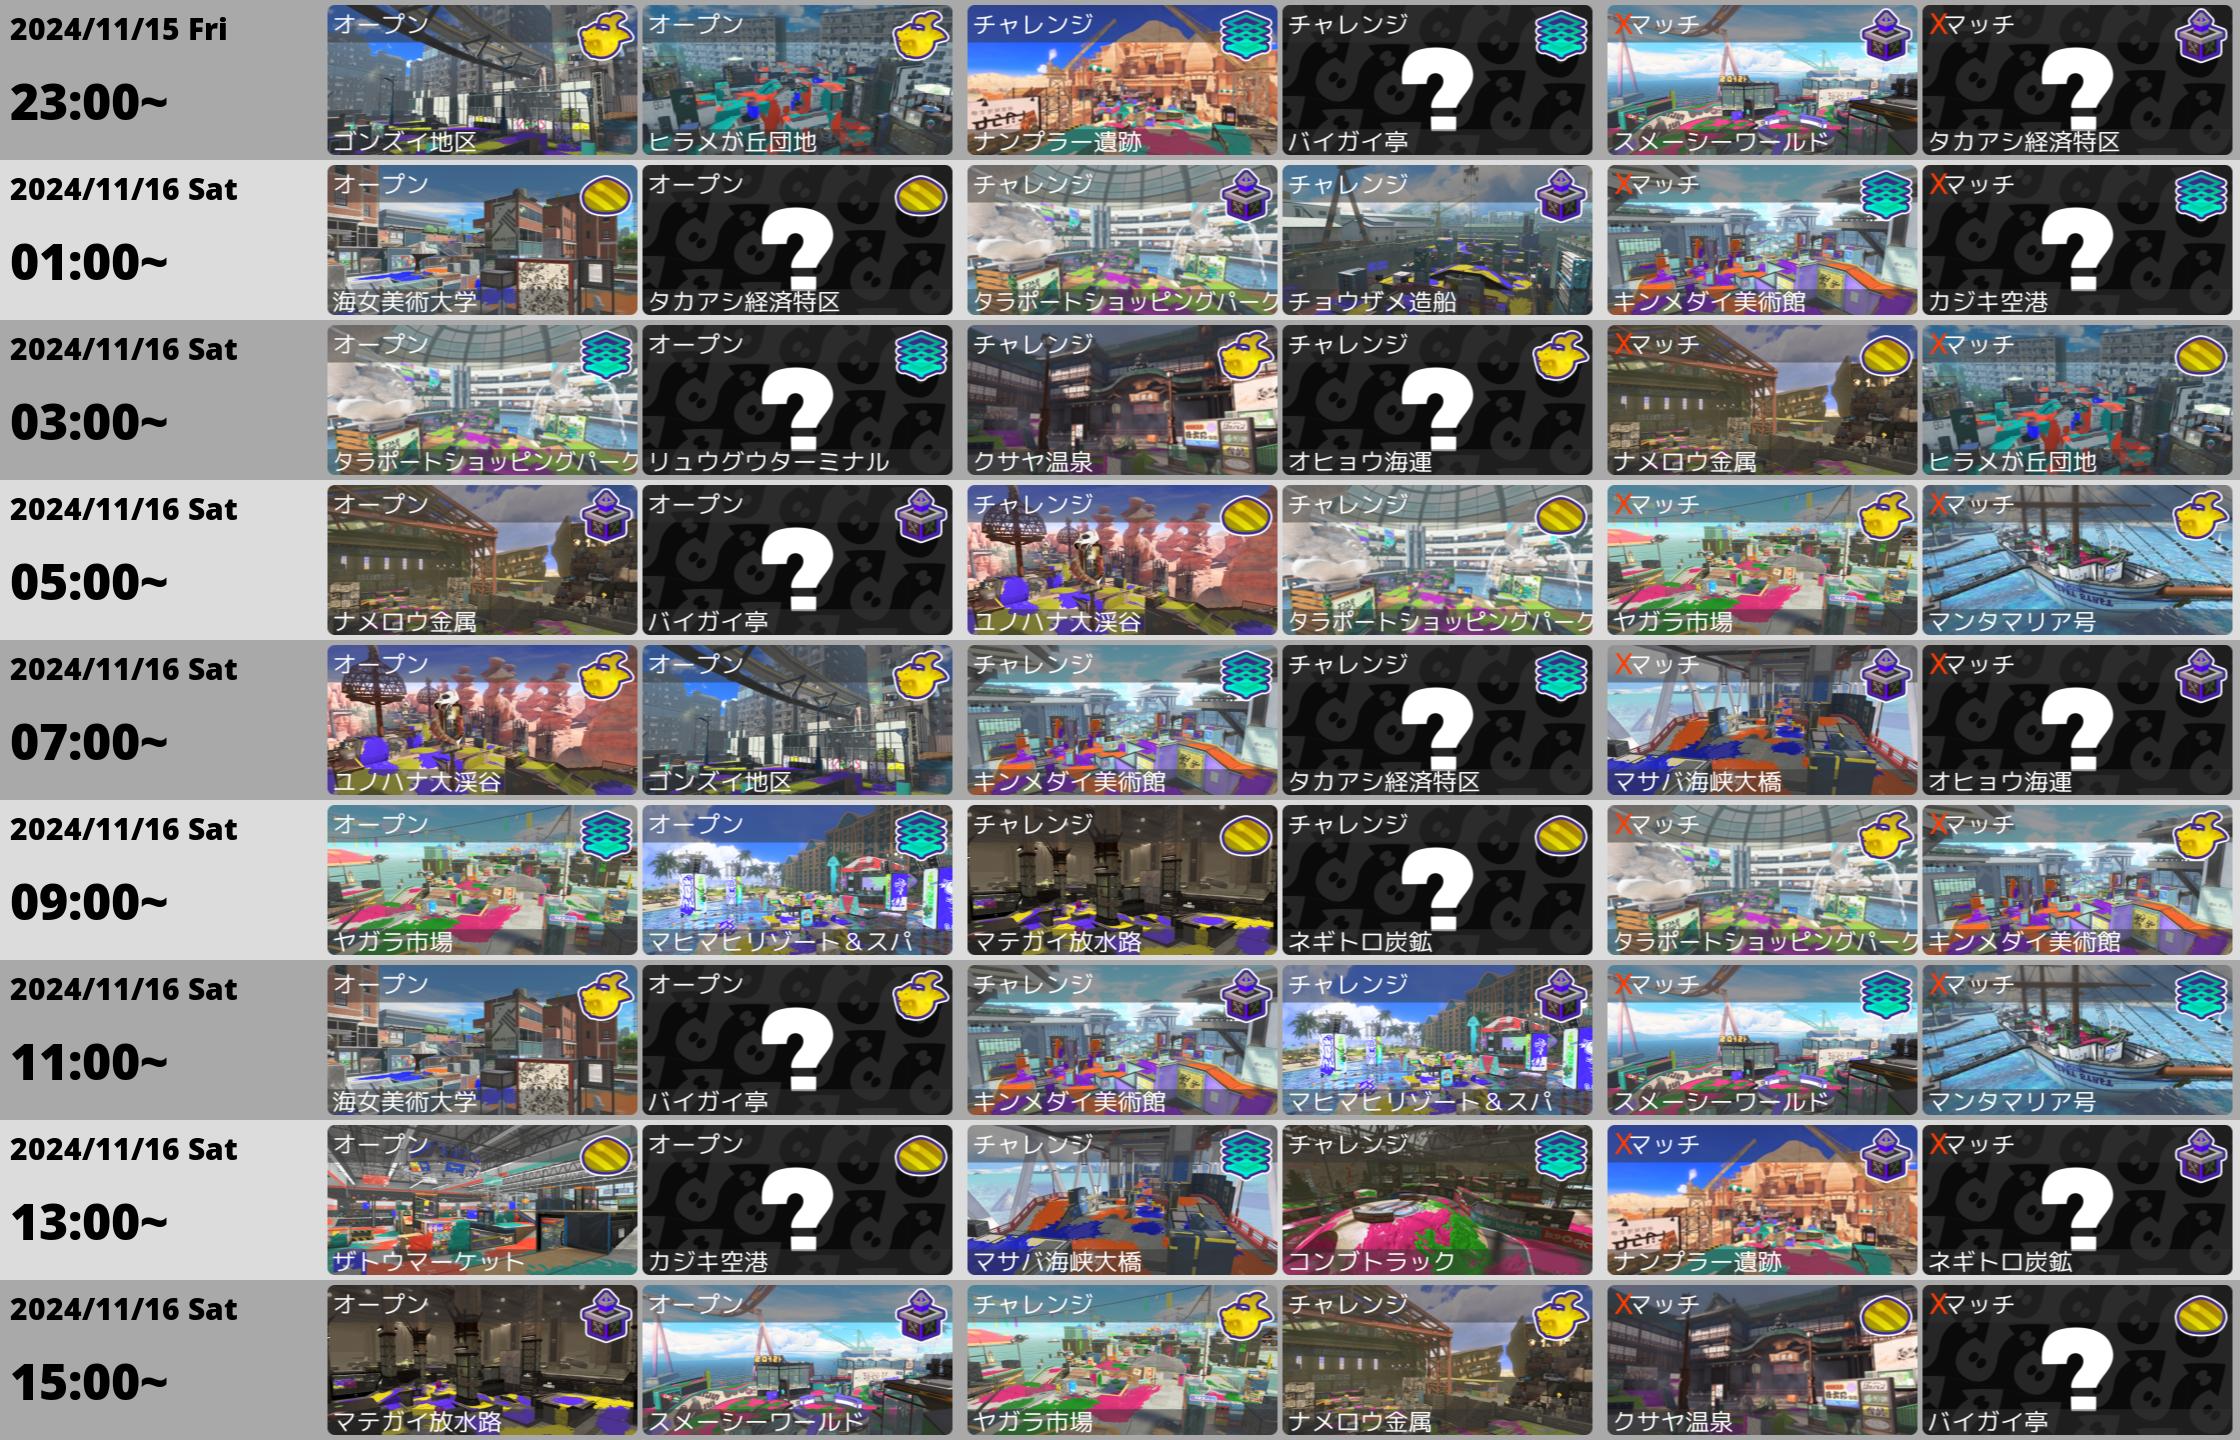 2024/11/15 Fri
23:00~
オープン
ゴンズイ地区
オープン
ヒラメが丘団地
チャレンジ
ナンプラー遺跡
チャレンジ
?
バイガイ亭
Xマッチ
スメーシーワールド
Xマッチ
?
タカアシ経済特区
2024/11/16 Sat
01:00~
オープン
海女美術大学
オープン
?
タカアシ経済特区
チャレンジ
タラポートショッピングパーク
チャレンジ
チョウザメ造船
Xマッチ
キンメダイ美術館
Xマッチ
?
カジキ空港
2024/11/16 Sat
03:00~
オープン
タラポートショッピングパーク
オープン
?
リュウグウターミナル
チャレンジ
クサヤ温泉
チャレンジ
?
オヒョウ海運
Xマッチ
ナメロウ金属
Xマッチ
ヒラメが丘団地
2024/11/16 Sat
05:00~
オープン
ナメロウ金属
オープン
?
バイガイ亭
チャレンジ
ユノハナ大渓谷
チャレンジ
タラポートショッピングパーク
Xマッチ
ヤガラ市場
Xマッチ
マンタマリア号
2024/11/16 Sat
07:00~
オープン
ユノハナ大渓谷
オープン
ゴンズイ地区
チャレンジ
キンメダイ美術館
チャレンジ
?
タカアシ経済特区
Xマッチ
マサバ海峡大橋
Xマッチ
?
オヒョウ海運
2024/11/16 Sat
09:00~
オープン
ヤガラ市場
オープン
マヒマヒリゾート＆スパ
チャレンジ
マテガイ放水路
チャレンジ
?
ネギトロ炭鉱
Xマッチ
タラポートショッピングパーク
Xマッチ
キンメダイ美術館
2024/11/16 Sat
11:00~
オープン
海女美術大学
オープン
?
バイガイ亭
チャレンジ
キンメダイ美術館
チャレンジ
マヒマヒリゾート＆スパ
Xマッチ
スメーシーワールド
Xマッチ
マンタマリア号
2024/11/16 Sat
13:00~
オープン
ザトウマーケット
オープン
?
カジキ空港
チャレンジ
マサバ海峡大橋
チャレンジ
コンブトラック
Xマッチ
ナンプラー遺跡
Xマッチ
?
ネギトロ炭鉱
2024/11/16 Sat
15:00~
オープン
マテガイ放水路
オープン
スメーシーワールド
チャレンジ
ヤガラ市場
チャレンジ
ナメロウ金属
Xマッチ
クサヤ温泉
Xマッチ
?
バイガイ亭